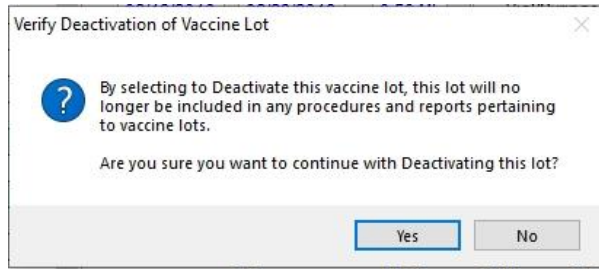 Verify Deactivation of Vaccine Lot
By selecting to Deactivate this vaccine lot, this lot will no
longer be included in any procedures and reports pertaining
to vaccine lots.
Are you sure you want to continue with Deactivating this lot?
Yes
No